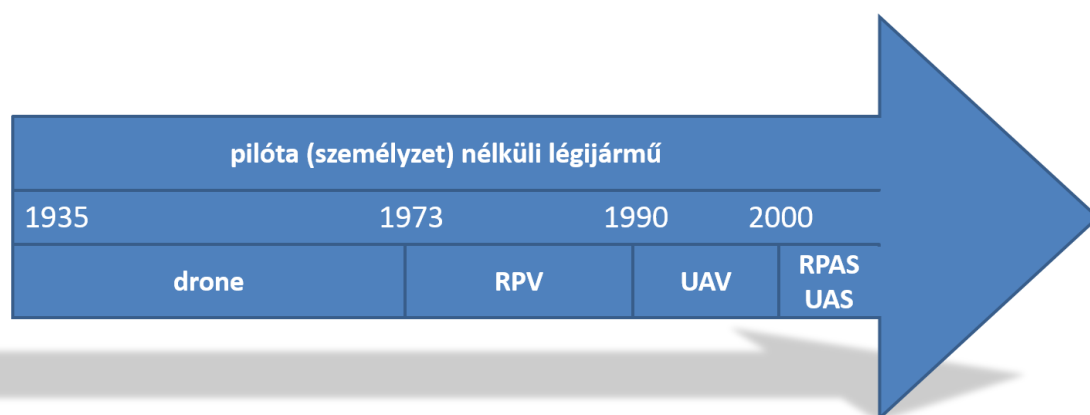 pilóta (személyzet) nélküli légijármű
1935 1973 1990 2000
drone RPV UAV RPAS
UAS